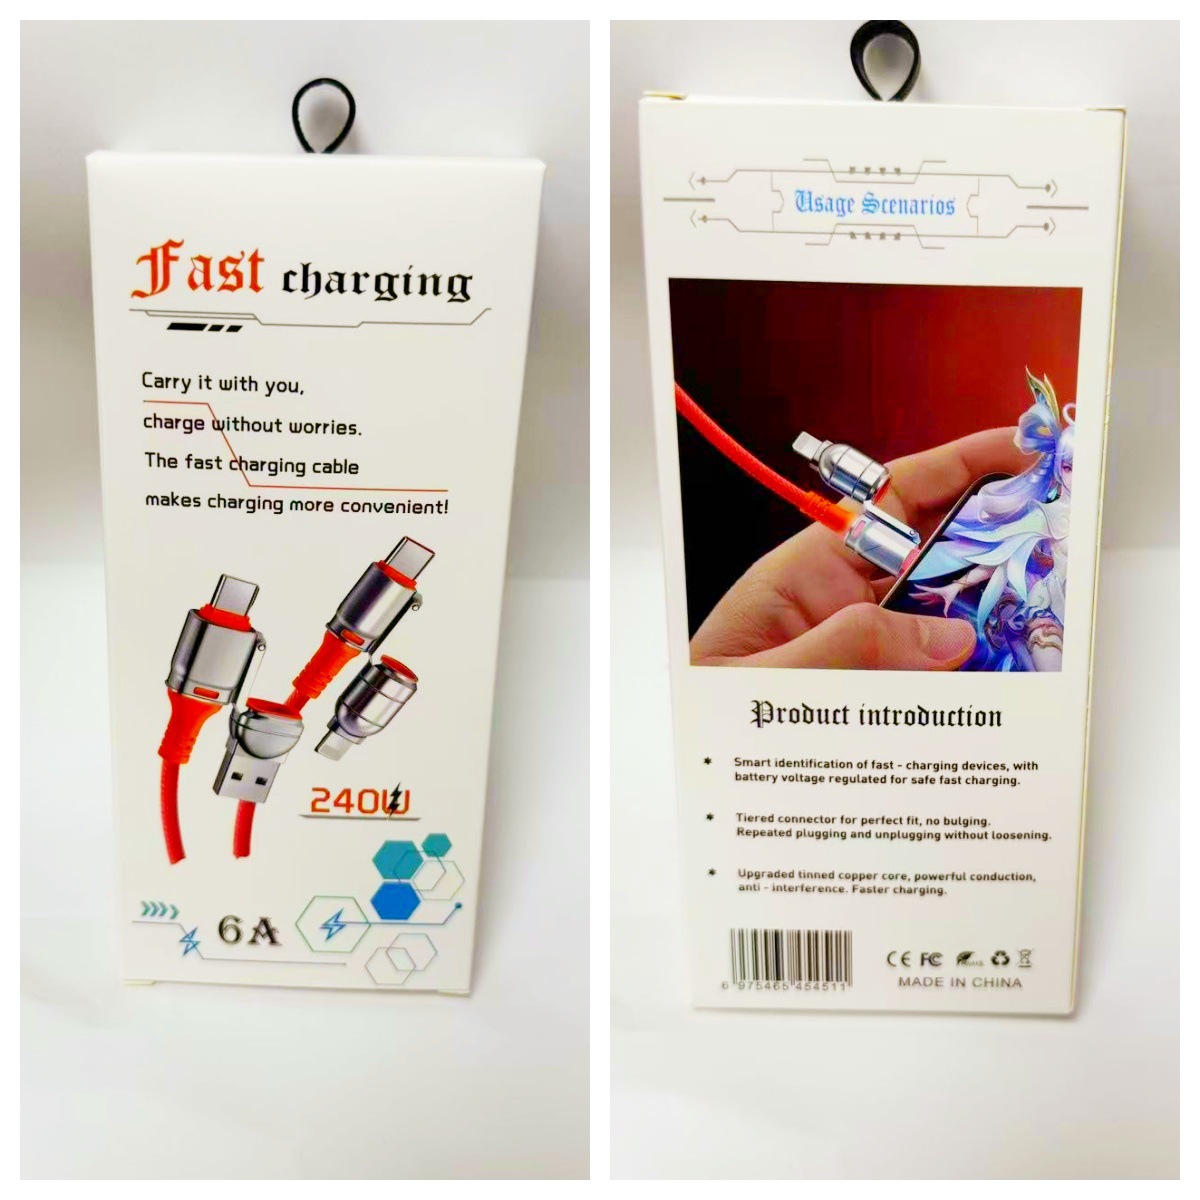 Fast charging
Carry it with you,
charge without worries.
The fast charging cable
makes charging more convenient!
240W
6A
Usage Scenarios
Product introduction
* Smart identification of fast - charging devices, with
battery voltage regulated for safe fast charging.
* Tiered connector for perfect fit, no bulging.
Repeated plugging and unplugging without loosening.
* Upgraded tinned copper core, powerful conduction,
anti - interference. Faster charging.
6 975465 454511
CE FC
MADE IN CHINA